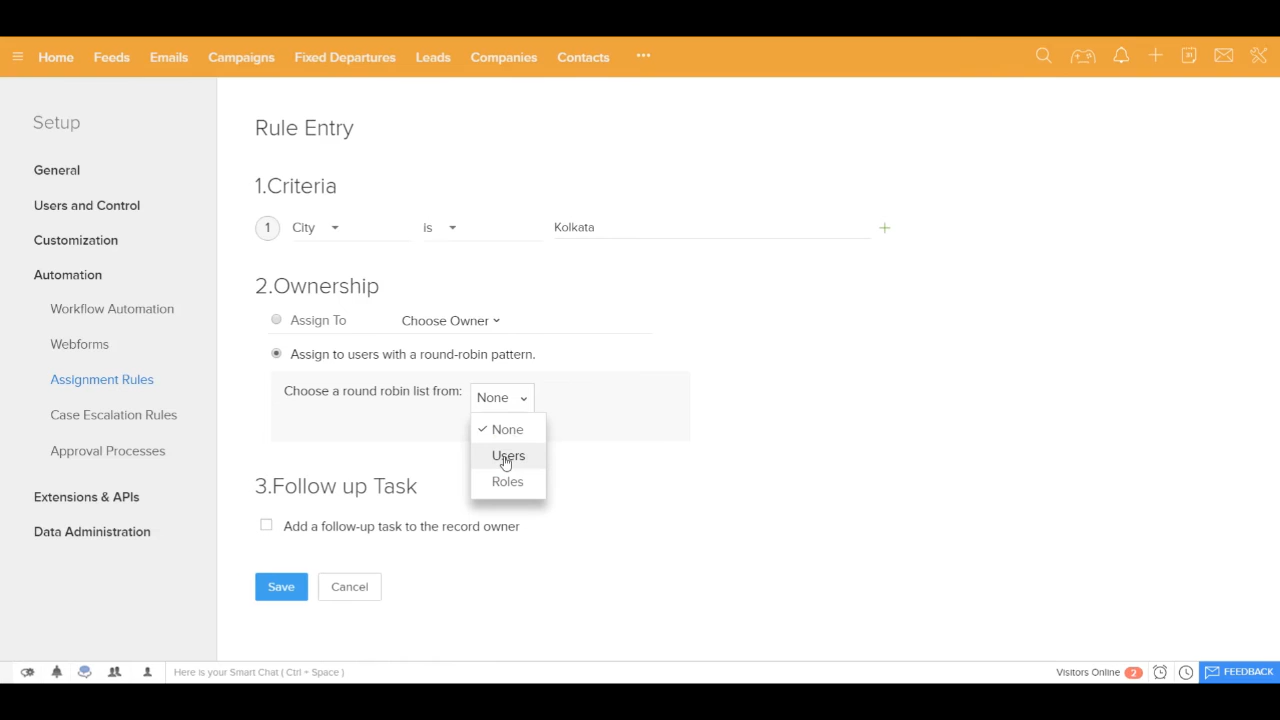 Home Feeds Emails Campaigns Fixed Departures Leads Companies Contacts
Setup
General
Users and Control
Customization
Automation
Workflow Automation
Webforms
Assignment Rules
Case Escalation Rules
Approval Processes
Extensions & APIs
Data Administration
Rule Entry
1.Criteria
1 City is Kolkata
2.Ownership
Assign To Choose Owner
Assign to users with a round-robin pattern.
Choose a round robin list from: None
None
Users
Roles
3.Follow up Task
Add a follow-up task to the record owner
Save Cancel
Here is your Smart Chat ( Ctrl + Space ) Visitors Online 2 FEEDBACK